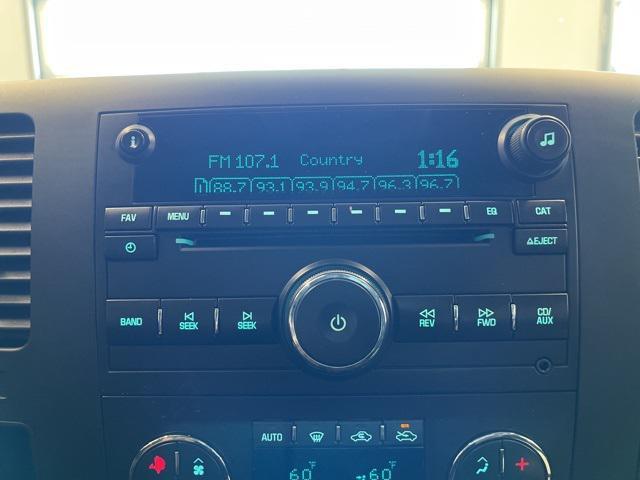 FM 107.1 Country 1:16
1 88.7 93.1 93.9 94.7 96.3 96.7
FAV MENU EQ CAT
EJECT
BAND SEEK SEEK REV FWD CD/AUX
AUTO
60°F 60°F